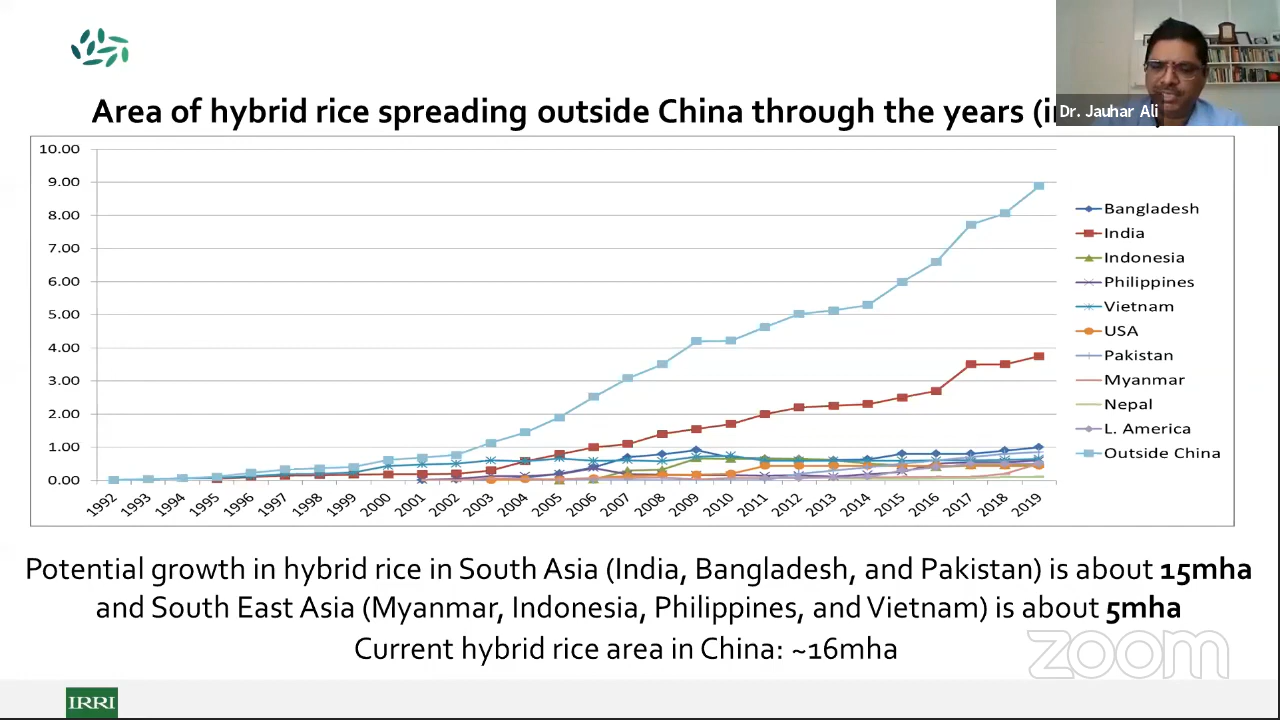 Area of hybrid rice spreading outside China through the years
Dr. Jauhar Ali
10.00
9.00
8.00
7.00
6.00
5.00
4.00
3.00
2.00
1.00
0.00
1992 1993 1994 1995 1996 1997 1998 1999 2000 2001 2002 2003 2004 2005 2006 2007 2008 2009 2010 2011 2012 2013 2014 2015 2016 2017 2018 2019
Bangladesh
India
Indonesia
Philippines
Vietnam
USA
Pakistan
Myanmar
Nepal
L. America
Outside China
Potential growth in hybrid rice in South Asia (India, Bangladesh, and Pakistan) is about 15mha
and South East Asia (Myanmar, Indonesia, Philippines, and Vietnam) is about 5mha
Current hybrid rice area in China: ~16mha
zoom
IRRI